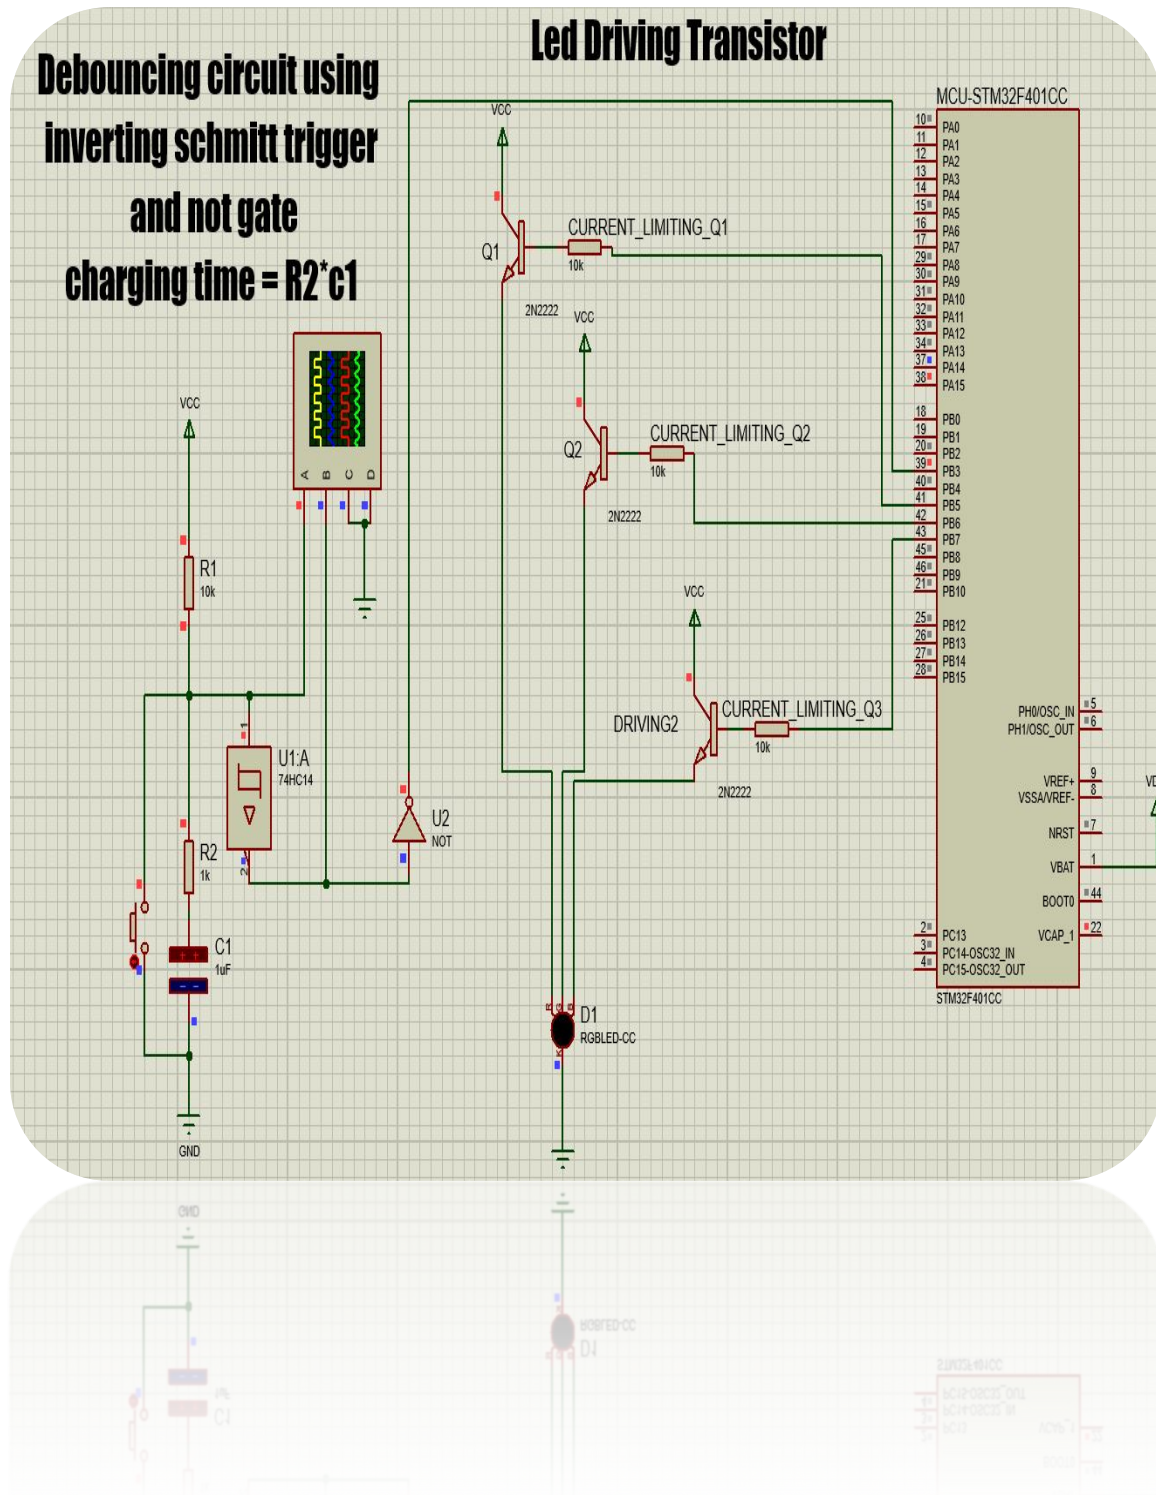 Led Driving Transistor
Debouncing circuit using
inverting schmitt trigger
and not gate
charging time = R2*c1
VCC
Q1
CURRENT_LIMITING_Q1
10k
2N2222
VCC
Q2
CURRENT_LIMITING_Q2
10k
2N2222
VCC
DRIVING2
CURRENT_LIMITING_Q3
10k
2N2222
A B C D
VCC
R1
10k
1
U1:A
74HC14
2
R2
1k
C1
1uF
GND
U2
NOT
R G B
D1
RGBLED-CC
K
MCU-STM32F401CC
10 PA0
11 PA1
12 PA2
13 PA3
14 PA4
15 PA5
16 PA6
17 PA7
29 PA8
30 PA9
31 PA10
32 PA11
33 PA12
34 PA13
37 PA14
38 PA15
18 PB0
19 PB1
20 PB2
39 PB3
40 PB4
41 PB5
42 PB6
43 PB7
45 PB8
46 PB9
21 PB10
25 PB12
26 PB13
27 PB14
28 PB15
PH0/OSC_IN 5
PH1/OSC_OUT 6
VREF+ 9
VSSA/VREF- 8
NRST 7
VBAT 1
BOOT0 44
2 PC13
VCAP_1 22
3 PC14-OSC32_IN
4 PC15-OSC32_OUT
STM32F401CC